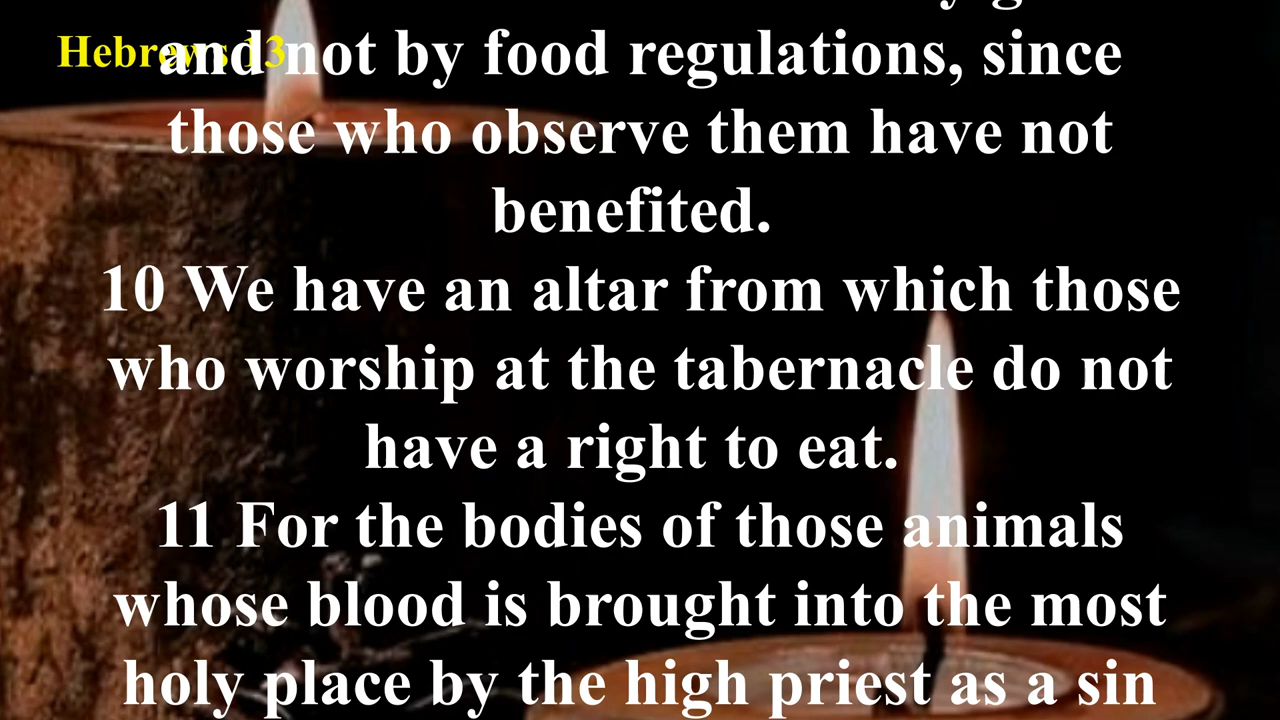 Hebrews 13
and not by food regulations, since
those who observe them have not
benefited.
10 We have an altar from which those
who worship at the tabernacle do not
have a right to eat.
11 For the bodies of those animals
whose blood is brought into the most
holy place by the high priest as a sin